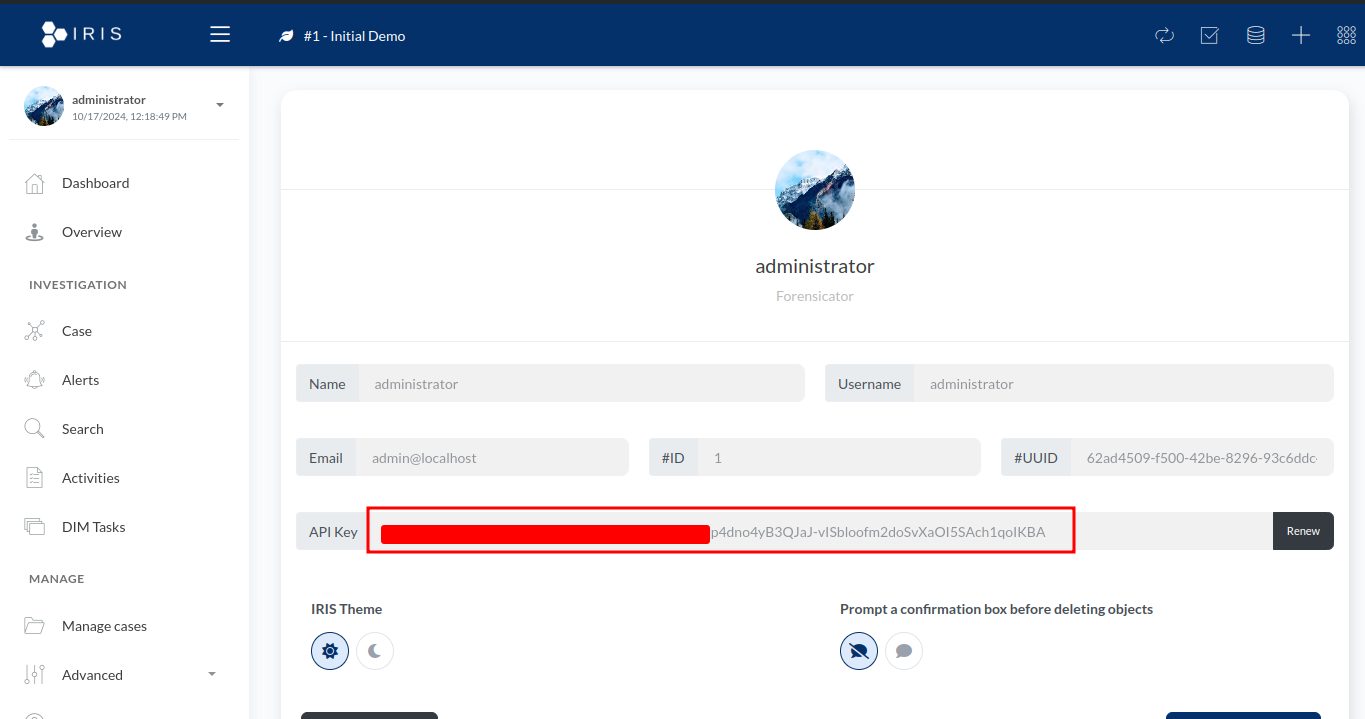 IRIS
#1 - Initial Demo
administrator
10/17/2024, 12:18:49 PM
Dashboard
Overview
INVESTIGATION
Case
Alerts
Search
Activities
DIM Tasks
MANAGE
Manage cases
Advanced
administrator
Forensicator
Name administrator Username administrator
Email admin@localhost #ID 1 #UUID 62ad4509-f500-42be-8296-93c6ddc-
API Key p4dno4yB3QJaJ-vISbloofm2doSvXaOI5SAch1qoIKBA Renew
IRIS Theme Prompt a confirmation box before deleting objects